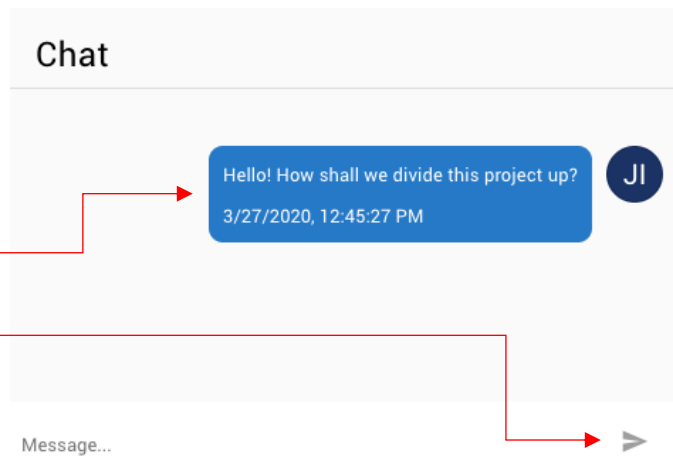 Chat
Hello! How shall we divide this project up?
JI
3/27/2020, 12:45:27 PM
Message...